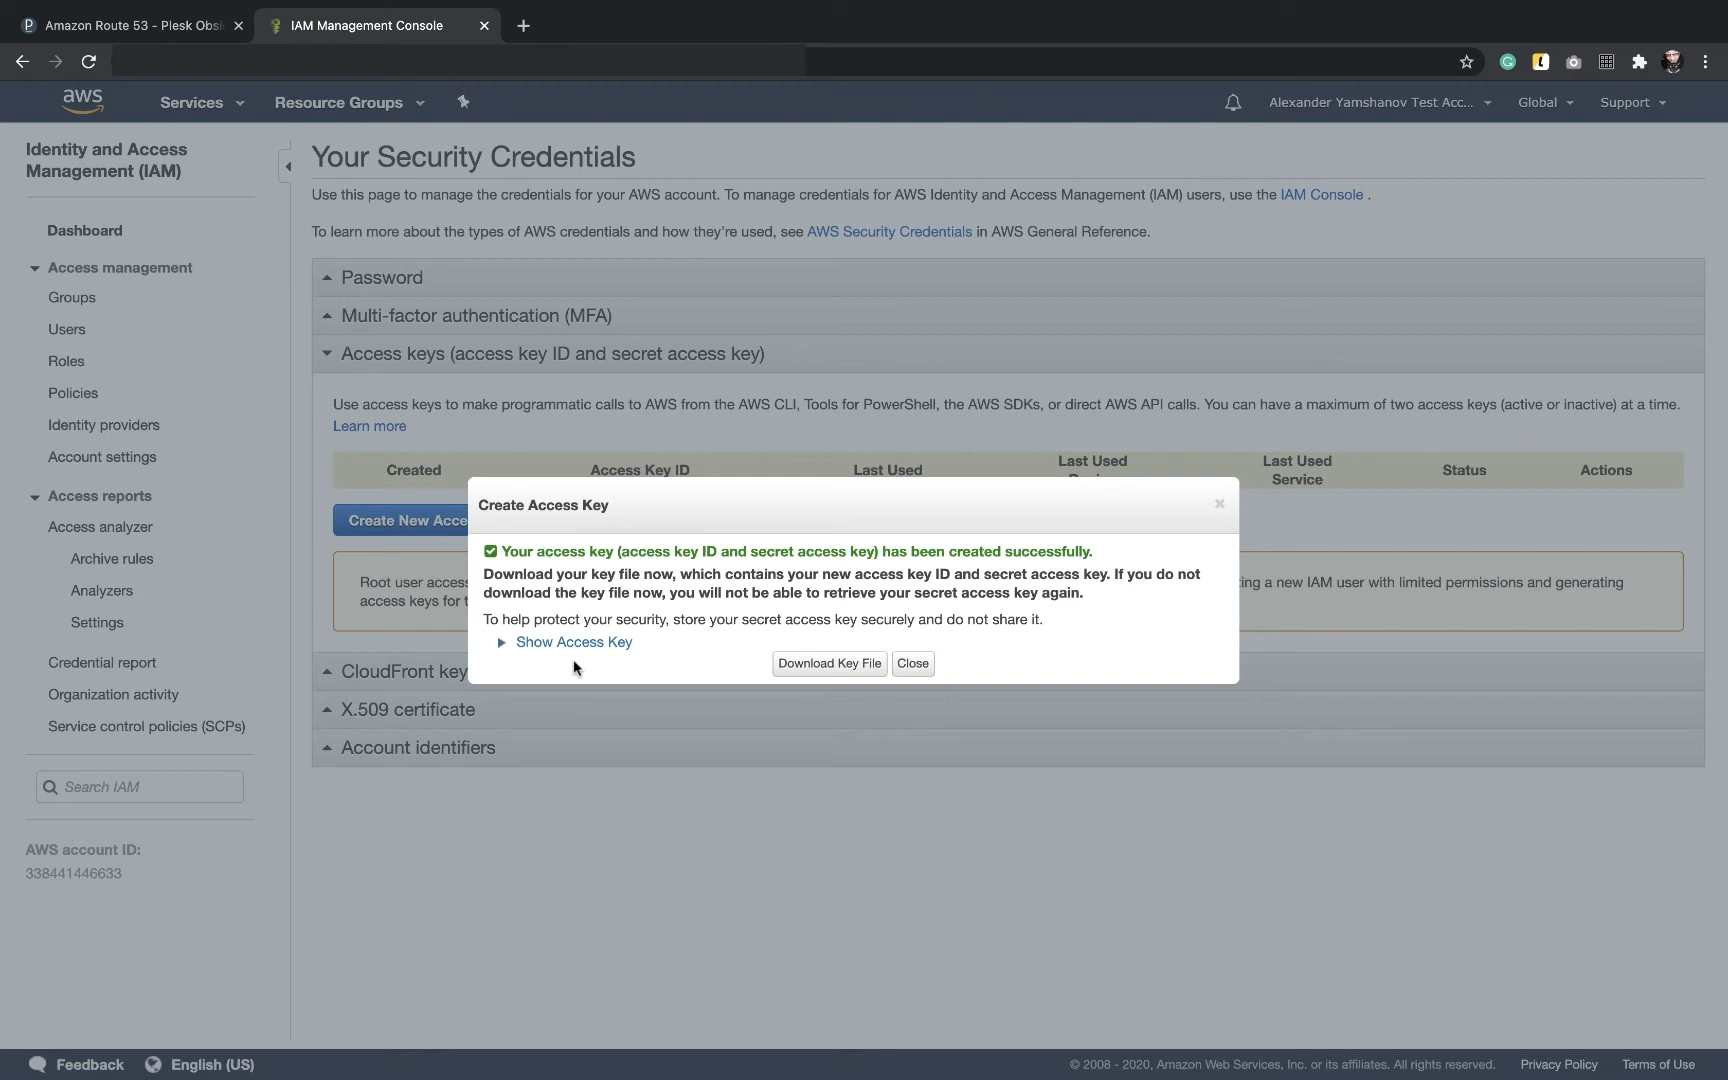 Amazon Route 53 - Plesk Obsi
IAM Management Console
aws
Services
Resource Groups
Alexander Yamshanov Test Acc...
Global
Support
Identity and Access
Management (IAM)
Dashboard
Access management
Groups
Users
Roles
Policies
Identity providers
Account settings
Access reports
Access analyzer
Archive rules
Analyzers
Settings
Credential report
Organization activity
Service control policies (SCPs)
Search IAM
AWS account ID:
338441446633
Your Security Credentials
Use this page to manage the credentials for your AWS account. To manage credentials for AWS Identity and Access Management (IAM) users, use the IAM Console .
To learn more about the types of AWS credentials and how they're used, see AWS Security Credentials in AWS General Reference.
Password
Multi-factor authentication (MFA)
Access keys (access key ID and secret access key)
Use access keys to make programmatic calls to AWS from the AWS CLI, Tools for PowerShell, the AWS SDKs, or direct AWS API calls. You can have a maximum of two access keys (active or inactive) at a time.
Learn more
Created Access Key ID Last Used Last Used Last Used Service Status Actions
Create New Acce
Root user access ing a new IAM user with limited permissions and generating
access keys for t
Create Access Key
Your access key (access key ID and secret access key) has been created successfully.
Download your key file now, which contains your new access key ID and secret access key. If you do not
download the key file now, you will not be able to retrieve your secret access key again.
To help protect your security, store your secret access key securely and do not share it.
Show Access Key
Download Key File Close
CloudFront key
X.509 certificate
Account identifiers
Feedback
English (US)
© 2008 - 2020, Amazon Web Services, Inc. or its affiliates. All rights reserved.
Privacy Policy
Terms of Use